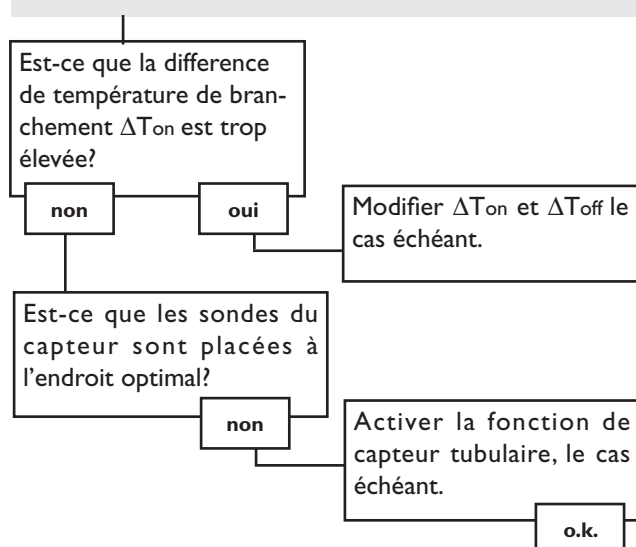 Est-ce que la difference
de température de bran-
chement ΔTon est trop
élevée?
non
oui
Modifier ΔTon et ΔToff le
cas échéant.
Est-ce que les sondes du
capteur sont placées à
l'endroit optimal?
non
Activer la fonction de
capteur tubulaire, le cas
échéant.
o.k.